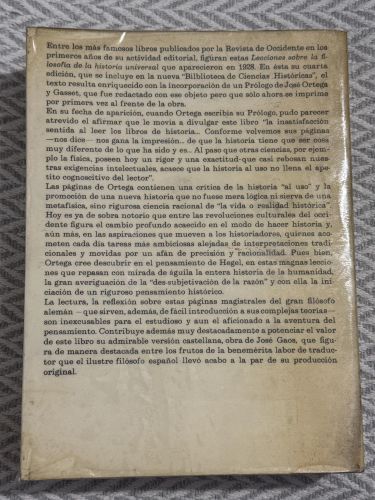 Entre los más famosos libros publicados por la Revista de Occidente en los
primeros años de su actividad editorial, figuran estas Lecciones sobre la fi-
losofía de la historia universal que aparecieron en 1928. En ésta su cuarta
edición, que se incluye en la nueva "Biblioteca de Ciencias Históricas", el
texto resulta enriquecido con la incorporación de un Prólogo de José Ortega
y Gasset, que fue redactado con ese objeto pero que sólo ahora se imprime
por primera vez al frente de la obra.
En su fecha de aparición, cuando Ortega escribía su Prólogo, pudo parecer
atrevido el afirmar que le movía a divulgar este libro "la insatisfacción
sentida al leer los libros de historia... Conforme volvemos sus páginas
—nos dice— nos gana la impresión... de que la historia tiene que ser cosa
muy diferente de lo que ha sido y es... Al paso que otras ciencias, por ejem-
plo la física, poseen hoy un rigor y una exactitud que casi rebosan nues-
tras exigencias intelectuales, acaece que la historia al uso no llena el ape-
tito cognoscitivo del lector".
Las páginas de Ortega contienen una crítica de la historia "al uso" y la
promoción de una nueva historia que no fuese mera lógica ni sierva de una
metafísica, sino rigurosa ciencia racional de "la vida o realidad histórica".
Hoy es ya de sobra notorio que entre las revoluciones culturales del occi-
dente figura el cambio profundo acaecido en el modo de hacer historia y,
aún más, en las aspiraciones que mueven a los historiadores, quienes aco-
meten cada día tareas más ambiciosas alejadas de interpretaciones tradi-
cionales y movidas por un afán de precisión y racionalidad. Pues bien,
Ortega cree descubrir en el pensamiento de Hegel, en estas magnas leccio-
nes que repasan con mirada de águila la entera historia de la humanidad,
la gran averiguación de la "des-subjetivación de la razón" y con ella la ini-
ciación de un riguroso pensamiento histórico.
La lectura, la reflexión sobre estas páginas magistrales del gran filósofo
alemán —que sirven, además, de fácil introducción a sus complejas teorías—
son inexcusables para el estudioso y aun el aficionado a la aventura del
pensamiento. Contribuye además muy destacadamente a potenciar el valor
de este libro su admirable versión castellana, obra de José Gaos, que figu-
ra de manera destacada entre los frutos de la benemérita labor de traduc-
tor que el ilustre filósofo español llevó acabo a la par de su producción
original.